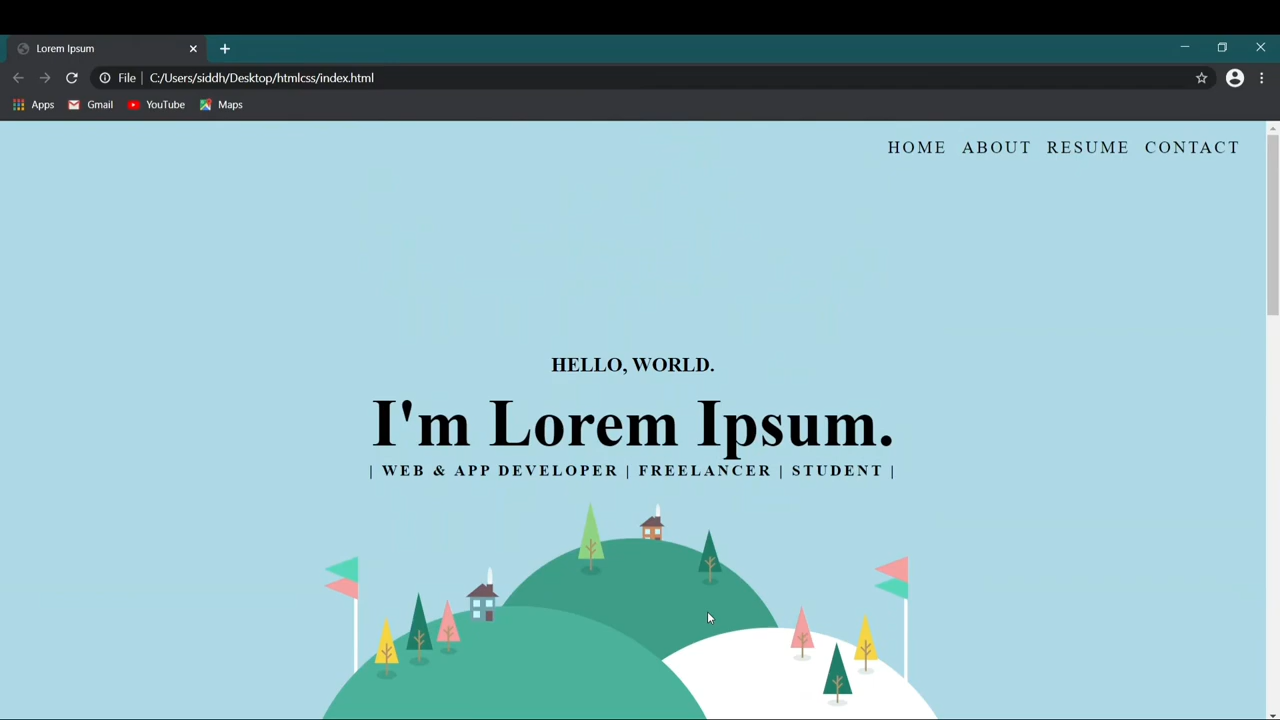 Lorem Ipsum
File | C:/Users/siddh/Desktop/htmlcss/index.html
Apps Gmail YouTube Maps
HOME ABOUT RESUME CONTACT
HELLO, WORLD.
I'm Lorem Ipsum.
| WEB & APP DEVELOPER | FREELANCER | STUDENT |